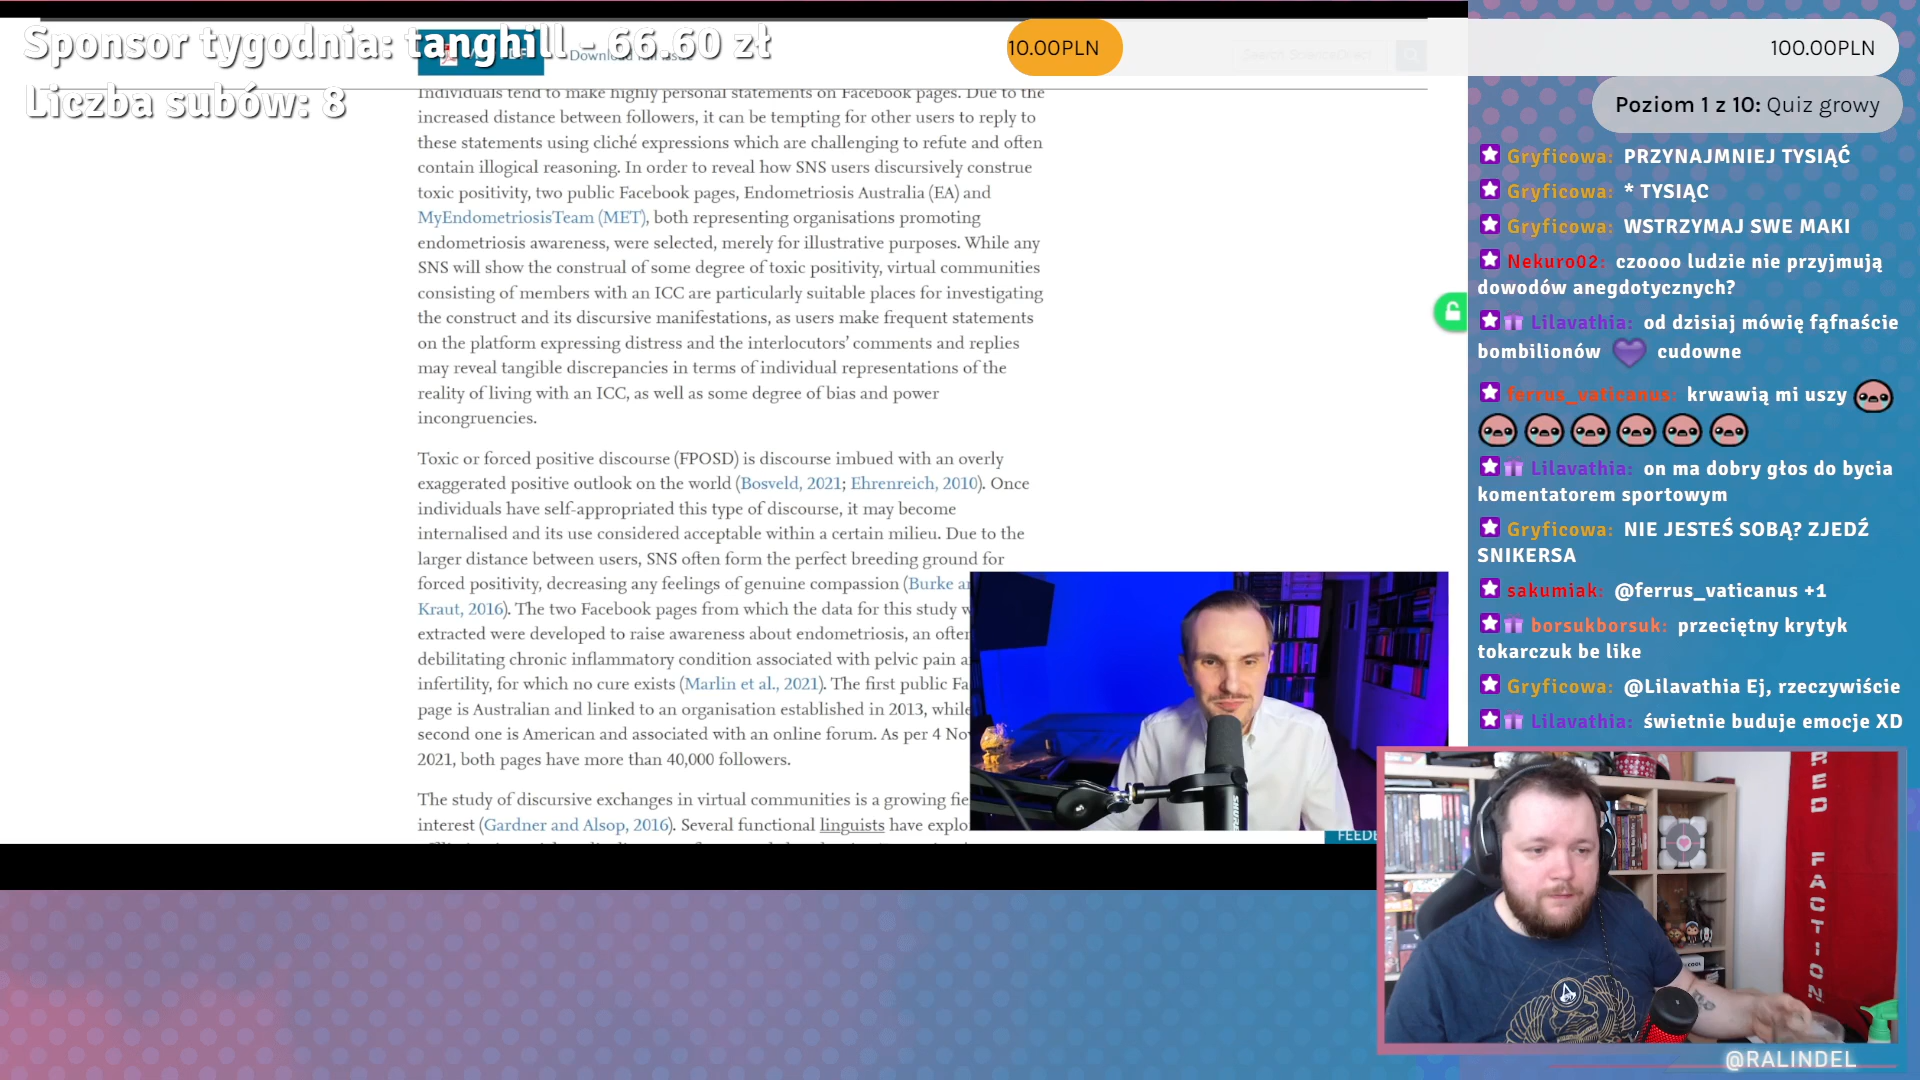 Sponsor tygodnia: tanghill - 66.60 zł
Liczba subów: 8
10.00PLN
100.00PLN
Poziom 1 z 10: Quiz growy
Individuals tend to make highly personal statements on Facebook pages. Due to the
increased distance between followers, it can be tempting for other users to reply to
these statements using cliché expressions which are challenging to refute and often
contain illogical reasoning. In order to reveal how SNS users discursively construe
toxic positivity, two public Facebook pages, Endometriosis Australia (EA) and
MyEndometriosisTeam (MET), both representing organisations promoting
endometriosis awareness, were selected, merely for illustrative purposes. While any
SNS will show the construal of some degree of toxic positivity, virtual communities
consisting of members with an ICC are particularly suitable places for investigating
the construct and its discursive manifestations, as users make frequent statements
on the platform expressing distress and the interlocutors' comments and replies
may reveal tangible discrepancies in terms of individual representations of the
reality of living with an ICC, as well as some degree of bias and power
incongruencies.
Toxic or forced positive discourse (FPOSD) is discourse imbued with an overly
exaggerated positive outlook on the world (Bosveld, 2021; Ehrenreich, 2010). Once
individuals have self-appropriated this type of discourse, it may become
internalised and its use considered acceptable within a certain milieu. Due to the
larger distance between users, SNS often form the perfect breeding ground for
forced positivity, decreasing any feelings of genuine compassion (Burke a
Kraut, 2016). The two Facebook pages from which the data for this study w
extracted were developed to raise awareness about endometriosis, an ofte
debilitating chronic inflammatory condition associated with pelvic pain a
infertility, for which no cure exists (Marlin et al., 2021). The first public Fa
page is Australian and linked to an organisation established in 2013, while
second one is American and associated with an online forum. As per 4 No
2021, both pages have more than 40,000 followers.
The study of discursive exchanges in virtual communities is a growing fie
interest (Gardner and Alsop, 2016). Several functional linguists have explo
FEEDB
Gryficowa: PRZYNAJMNIEJ TYSIĄĆ
Gryficowa: * TYSIĄC
Gryficowa: WSTRZYMAJ SWE MAKI
Nekuro02: czoooo ludzie nie przyjmują
dowodów anegdotycznych?
Lilavathia: od dzisiaj mówię fąfnaście
bombilionów cudowne
ferrus_vaticanus: krwawią mi uszy
Lilavathia: on ma dobry głos do bycia
komentatorem sportowym
Gryficowa: NIE JESTEŚ SOBĄ? ZJEDŹ
SNIKERSA
sakumiak: @ferrus_vaticanus +1
borsukborsuk: przeciętny krytyk
tokarczuk be like
Gryficowa: @Lilavathia Ej, rzeczywiście
Lilavathia: świetnie buduje emocje XD
SHURE
RED FACTION
@RALINDEL